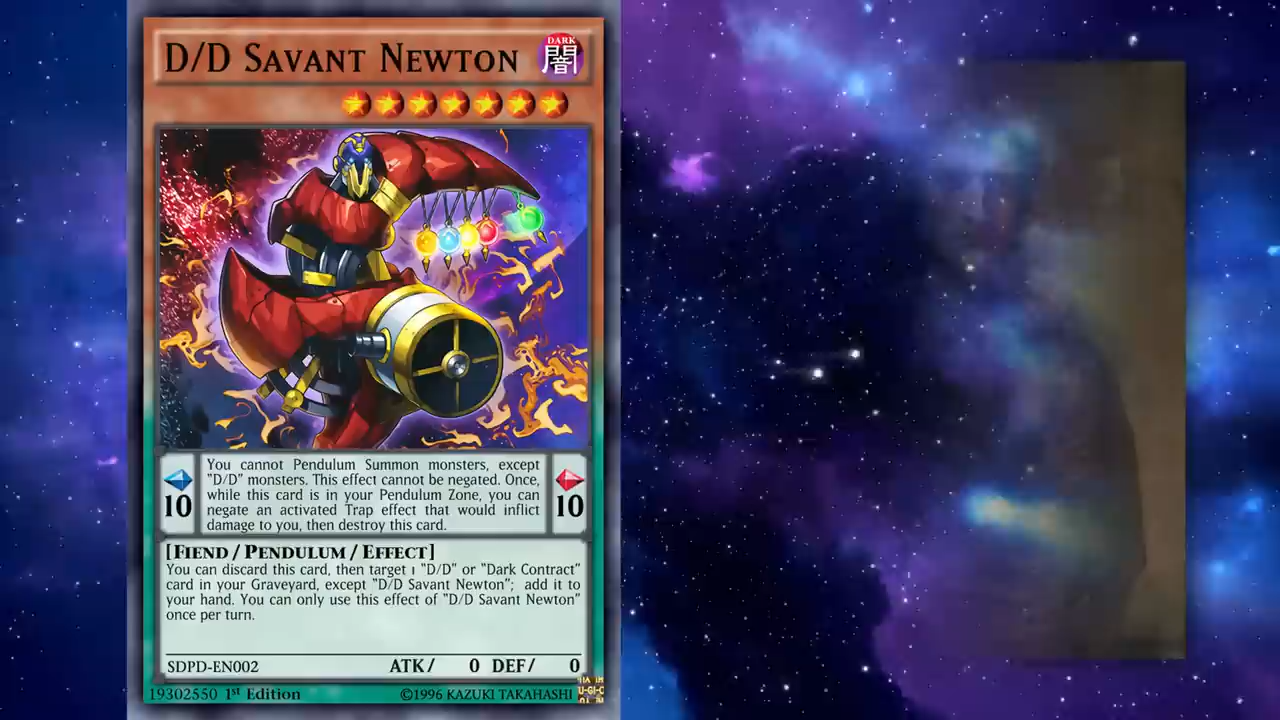 D/D SAVANT NEWTON
DARK
闇
You cannot Pendulum Summon monsters, except
"D/D" monsters. This effect cannot be negated. Once,
while this card is in your Pendulum Zone, you can
negate an activated Trap effect that would inflict
damage to you, then destroy this card.
10
10
[FIEND / PENDULUM / EFFECT]
You can discard this card, then target 1 "D/D" or "Dark Contract"
card in your Graveyard, except "D/D Savant Newton"; add it to
your hand. You can only use this effect of "D/D Savant Newton"
once per turn.
SDPD-EN002
ATK/ 0 DEF/ 0
19302550 1st Edition
©1996 KAZUKI TAKAHASHI